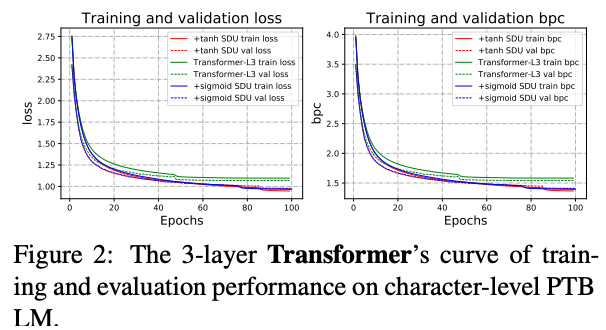 Training and validation loss
2.75
2.50
2.25
2.00
1.75
1.50
1.25
1.00
loss
+tanh SDU train loss
+tanh SDU val loss
Transformer-L3 train loss
Transformer-L3 val loss
+sigmoid SDU train loss
+sigmoid SDU val loss
0 20 40 60 80 100
Epochs
Training and validation bpc
4.0
3.5
3.0
2.5
2.0
1.5
bpc
+tanh SDU train bpc
+tanh SDU val bpc
Transformer-L3 train bpc
Transformer-L3 val bpc
+sigmoid SDU train bpc
+sigmoid SDU val bpc
0 20 40 60 80 100
Epochs
Figure 2: The 3-layer Transformer's curve of train-
ing and evaluation performance on character-level PTB
LM.